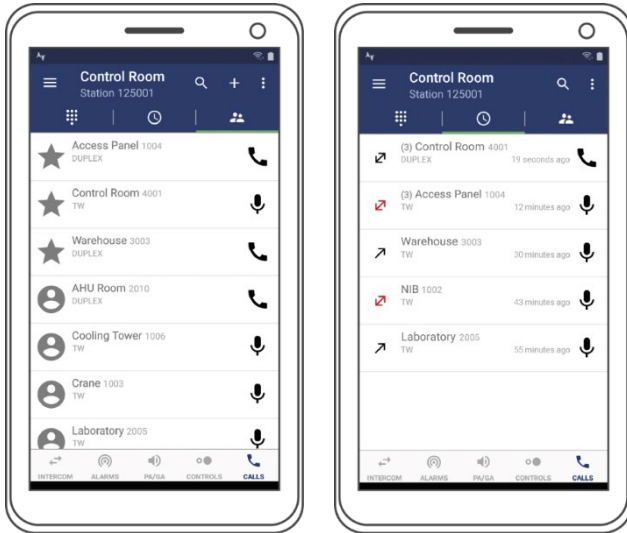 Control Room
Station 125001
Access Panel 1004
DUPLEX
Control Room 4001
TW
Warehouse 3003
DUPLEX
AHU Room 2010
DUPLEX
Cooling Tower 1006
TW
Crane 1003
TW
Laboratory 2005
TW
INTERCOM ALARMS PA/GA CONTROLS CALLS
Control Room
Station 125001
(3) Control Room 4001
DUPLEX 19 seconds ago
(3) Access Panel 1004
TW 12 minutes ago
Warehouse 3003
TW 30 minutes ago
NIB 1002
TW 43 minutes ago
Laboratory 2005
TW 55 minutes ago
INTERCOM ALARMS PA/GA CONTROLS CALLS